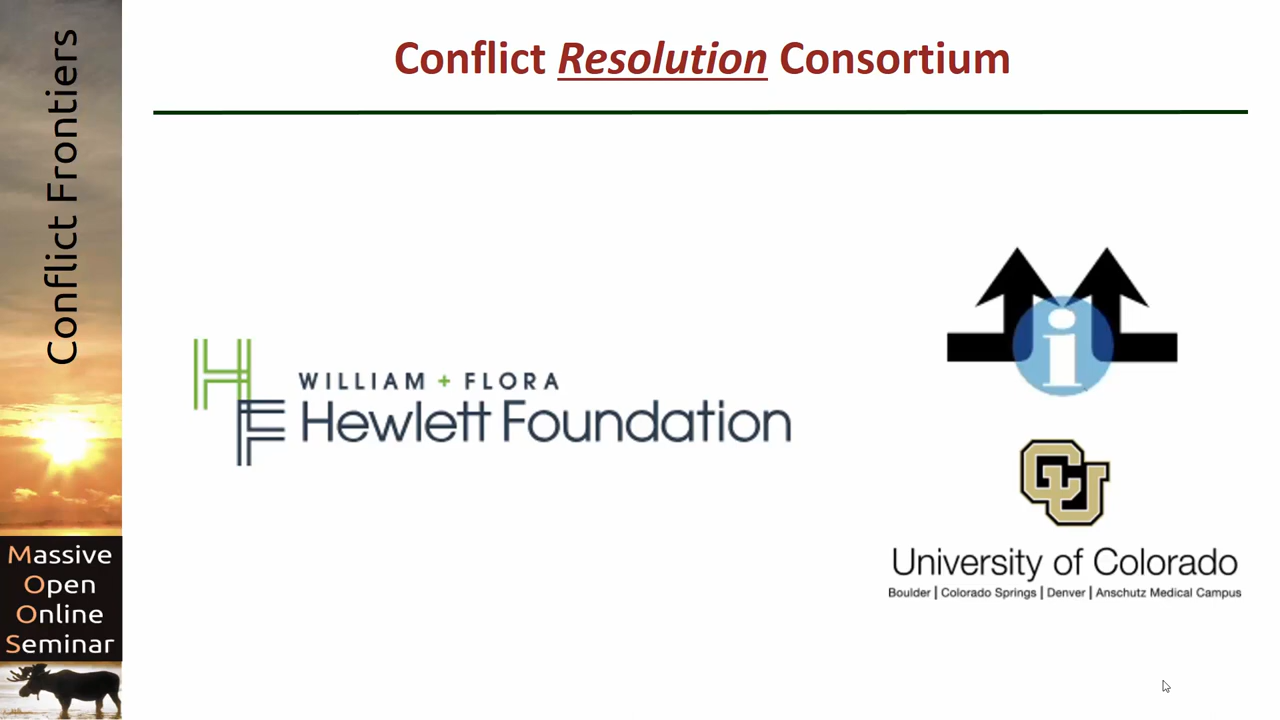 Conflict Frontiers
Massive
Open
Online
Seminar
Conflict Resolution Consortium
WILLIAM + FLORA
Hewlett Foundation
i
CU
University of Colorado
Boulder | Colorado Springs | Denver | Anschutz Medical Campus